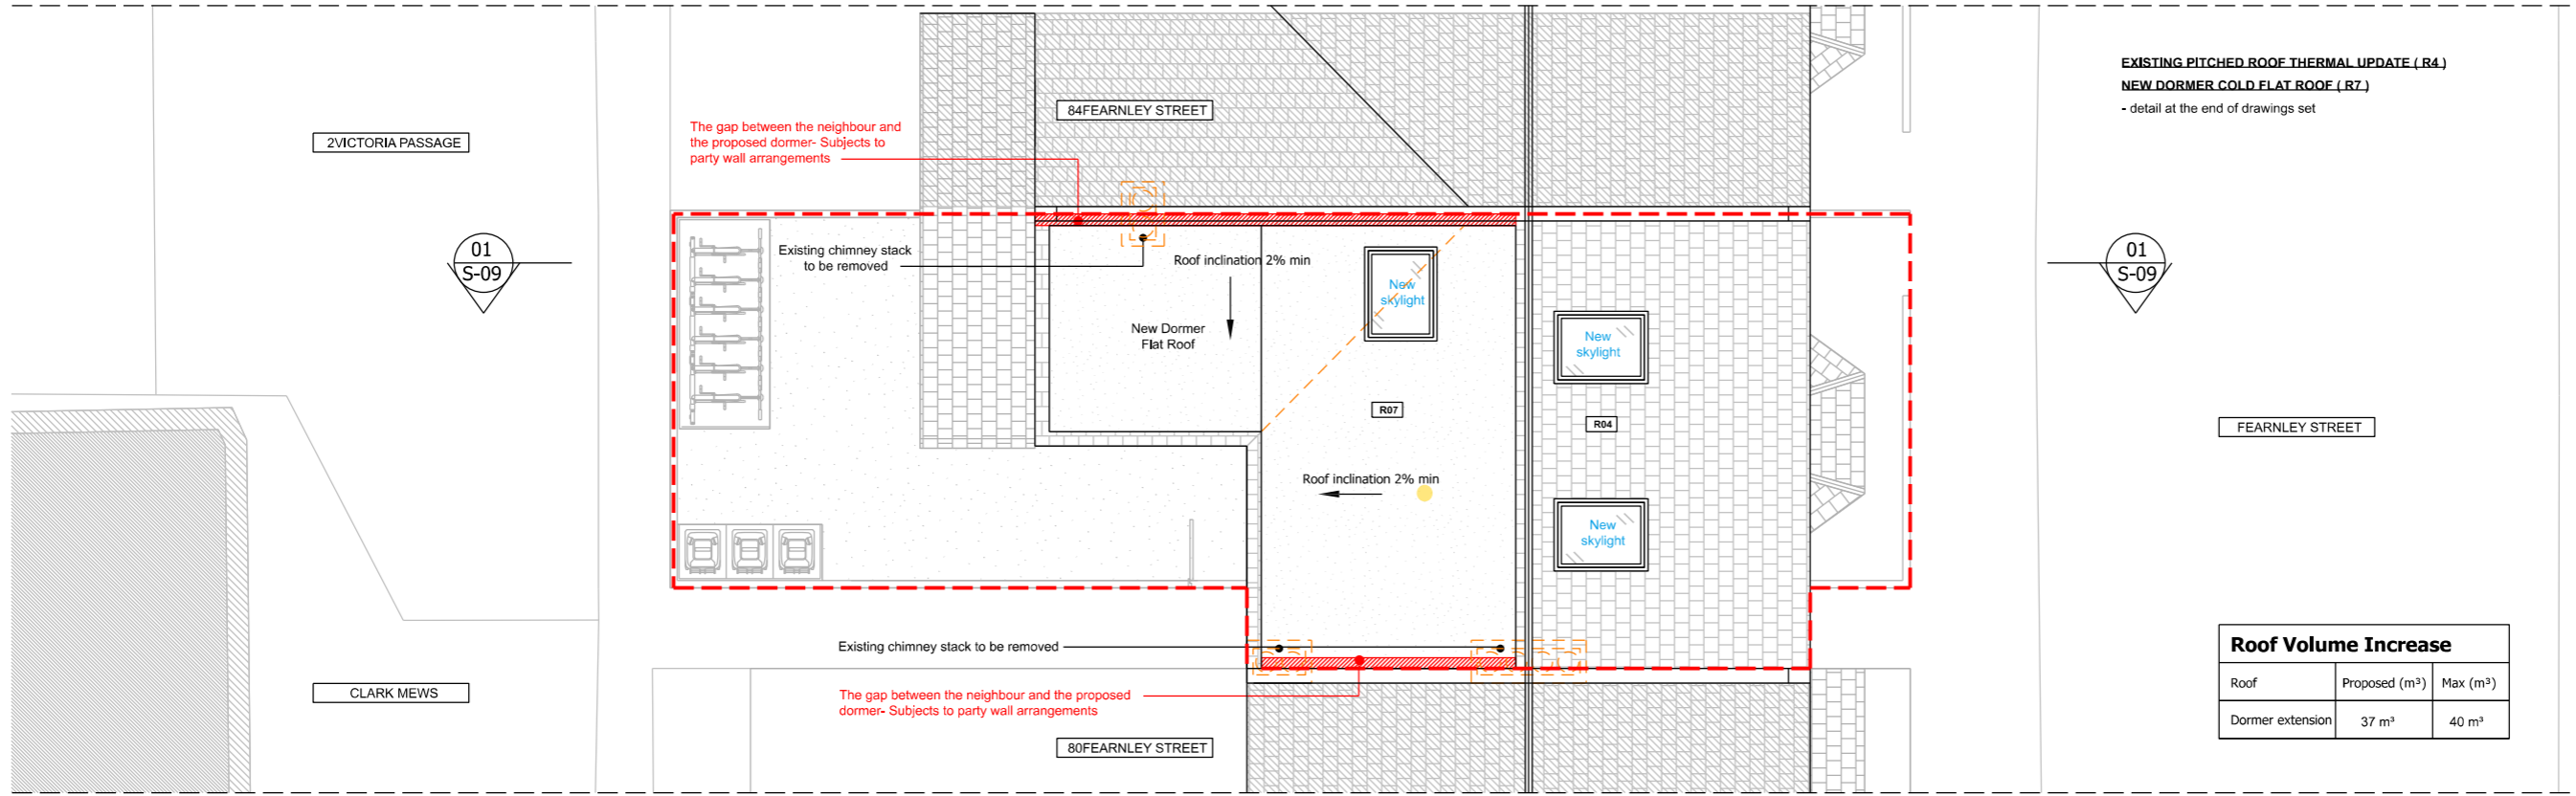 EXISTING PITCHED ROOF THERMAL UPDATE ( R4 )
NEW DORMER COLD FLAT ROOF ( R7 )
- detail at the end of drawings set
84FEARNLEY STREET
2VICTORIA PASSAGE
The gap between the neighbour and
the proposed dormer- Subjects to
party wall arrangements
01
S-09
Existing chimney stack
to be removed
Roof inclination 2% min
New
skylight
New Dormer
Flat Roof
New
skylight
01
S-09
R07
R04
FEARNLEY STREET
Roof inclination 2% min
New
skylight
Existing chimney stack to be removed
CLARK MEWS
The gap between the neighbour and the proposed
dormer- Subjects to party wall arrangements
80FEARNLEY STREET
Roof Volume Increase
Roof Proposed (m³) Max (m³)
Dormer extension 37 m³ 40 m³